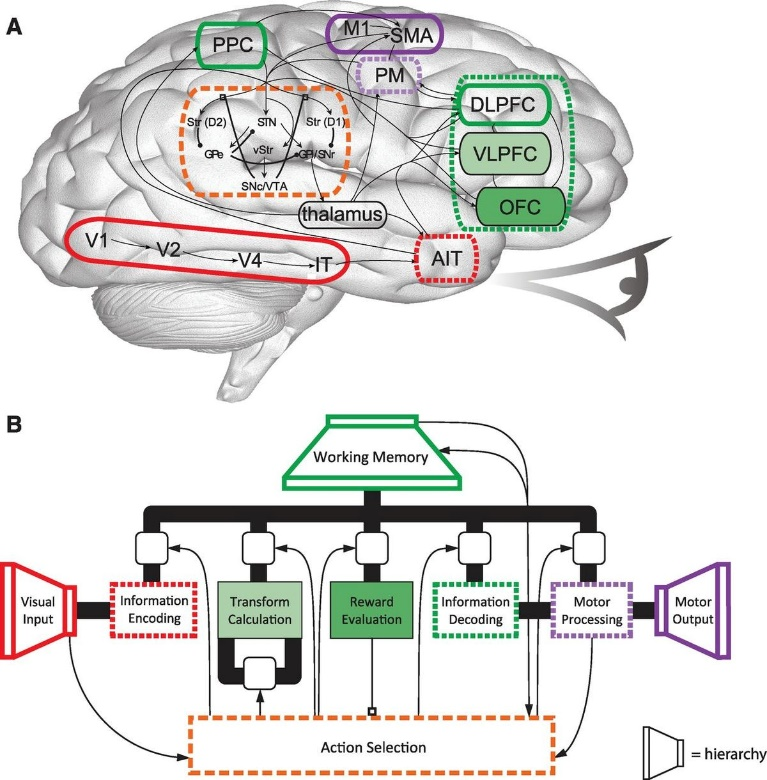 A
PPC
M1
SMA
PM
DLPFC
VLPFC
OFC
Str (D2)
STN
Str (D1)
GPe
vStr
GPi/SNr
SNc/VTA
thalamus
V1
V2
V4
IT
AIT
B
Working Memory
Visual
Input
Information
Encoding
Transform
Calculation
Reward
Evaluation
Information
Decoding
Motor
Processing
Motor
Output
Action Selection
= hierarchy